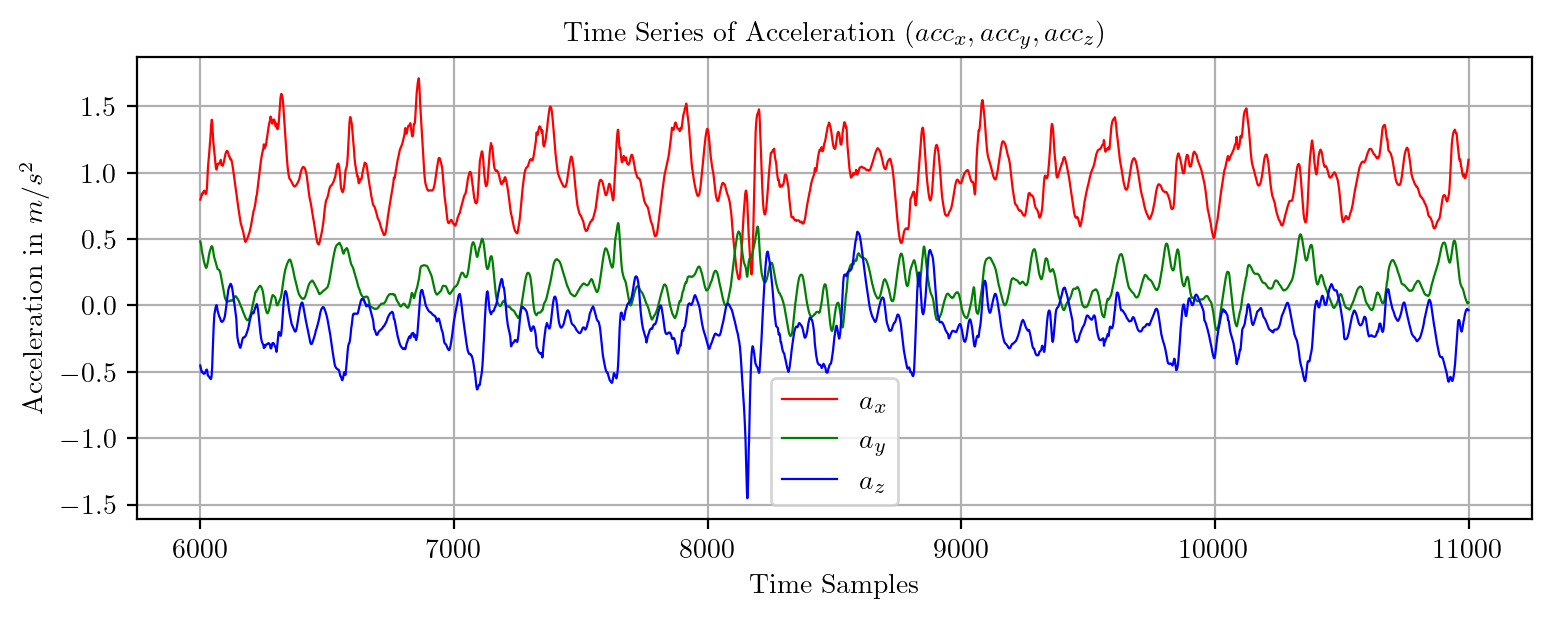 Time Series of Acceleration (acc_x, acc_y, acc_z)
Acceleration in m/s²
1.5
1.0
0.5
0.0
−0.5
−1.0
−1.5
a_x
a_y
a_z
6000 7000 8000 9000 10000 11000
Time Samples